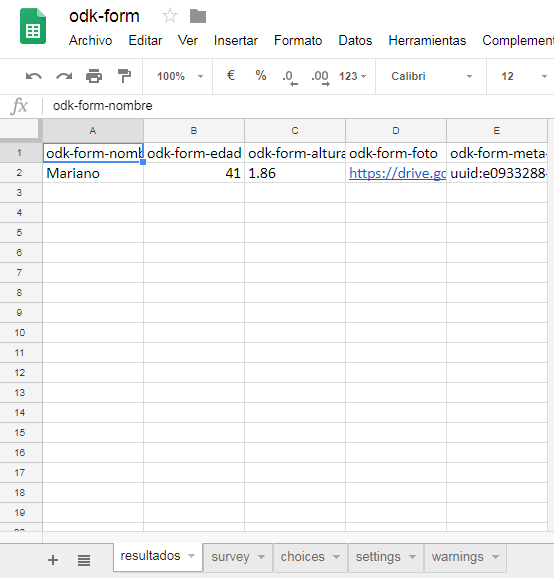 odk-form
Archivo Editar Ver Insertar Formato Datos Herramientas Complemen
100% € % .0 .00 123 Calibri 12
fx odk-form-nombre
A B C D E
1 odk-form-nomb odk-form-edad odk-form-altura odk-form-foto odk-form-meta-
2 Mariano 41 1.86 https://drive.go uuid:e0933288-
3
4
5
6
7
8
9
10
11
12
13
14
15
16
17
18
19
+ resultados survey choices settings warnings